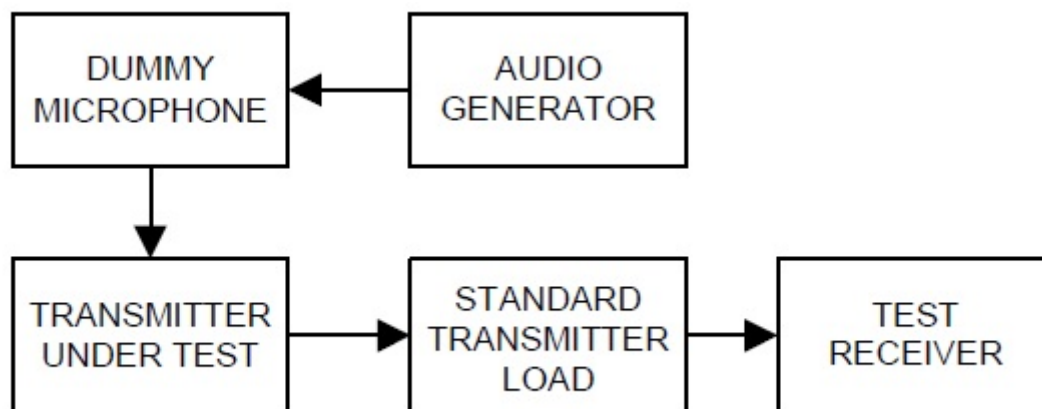 DUMMY
MICROPHONE
AUDIO
GENERATOR
TRANSMITTER
UNDER TEST
STANDARD
TRANSMITTER
LOAD
TEST
RECEIVER